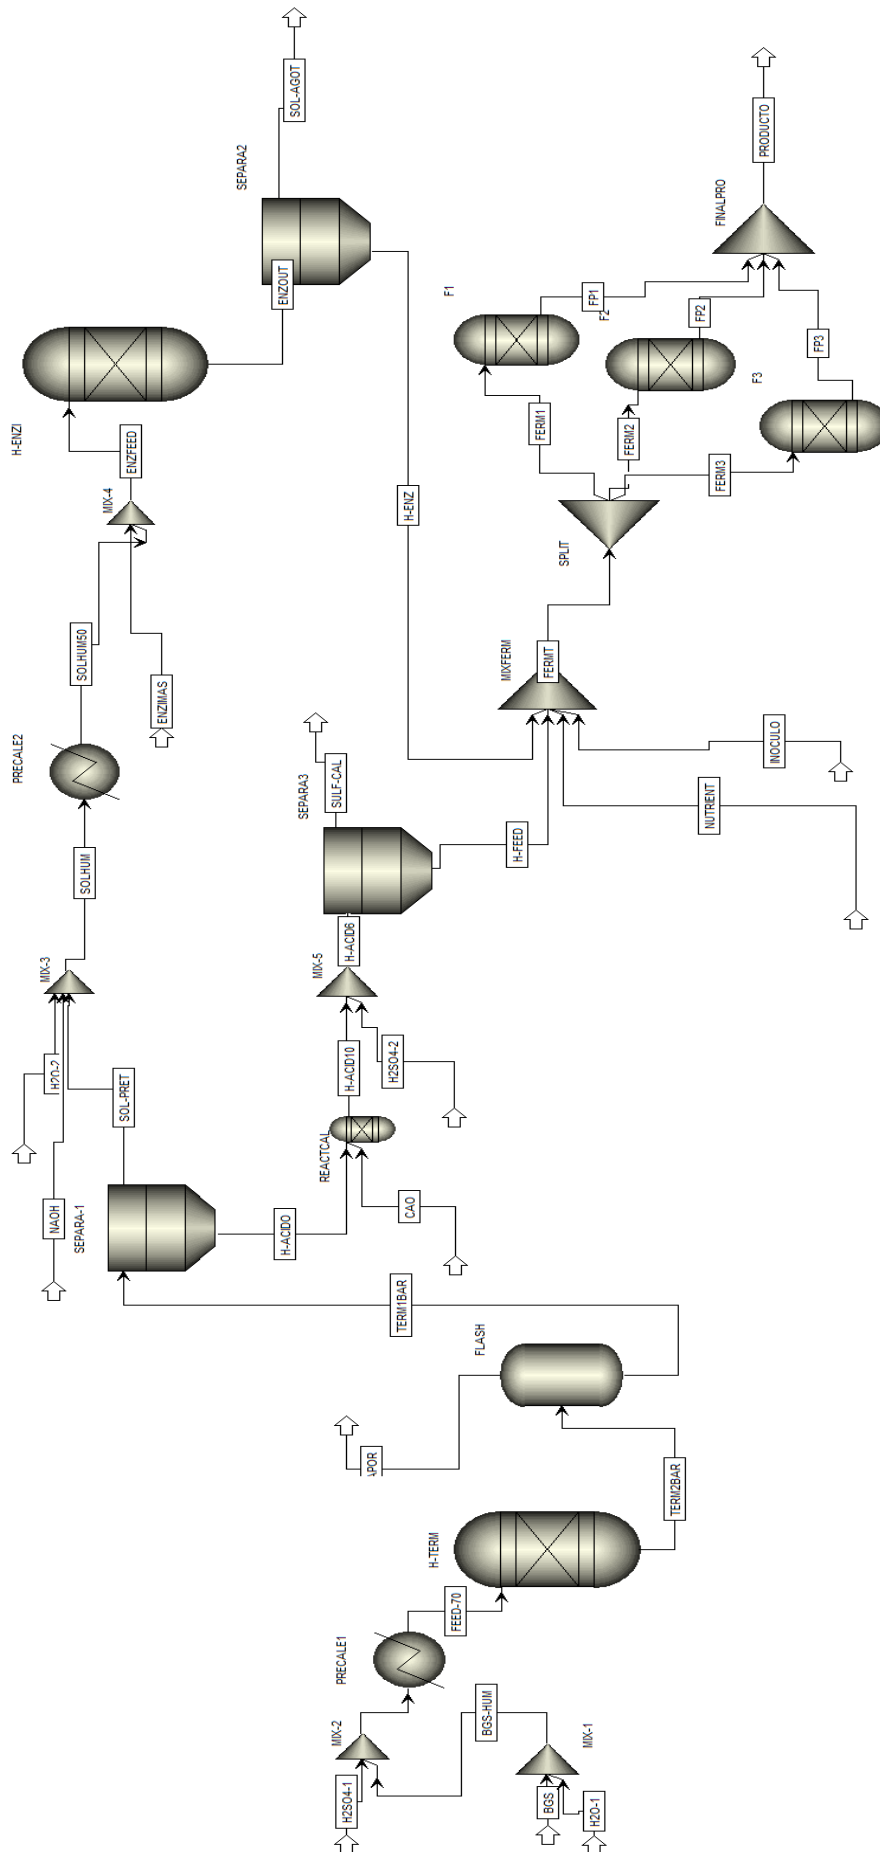 SOL-AGOT
SEPARA2
PRODUCTO
FINALPRO
ENZOUT
F1
FP1
F2
FP2
FP3
F3
H-ENZI
ENZFEED
FERM1
FERM2
FERM3
MIX-4
H-ENZ
SPLIT
SOLHUM50
ENZIMAS
MIXFERM
FERMT
PRECALE2
INOCULO
SEPARA3
SULF-CAL
NUTRIENT
H-FEED
SOLHUM
H-ACID6
MIX-3
MIX-5
H2O-2
H-ACID10
H2SO4-2
SOL-PRET
REACTCAL
NAOH
SEPARA-1
H-ACIDO
CAO
TERM1BAR
FLASH
APOR
TERM2BAR
H-TERM
FEED-70
PRECALE1
BGS-HUM
MIX-2
MIX-1
H2SO4-1
BGS
H2O-1